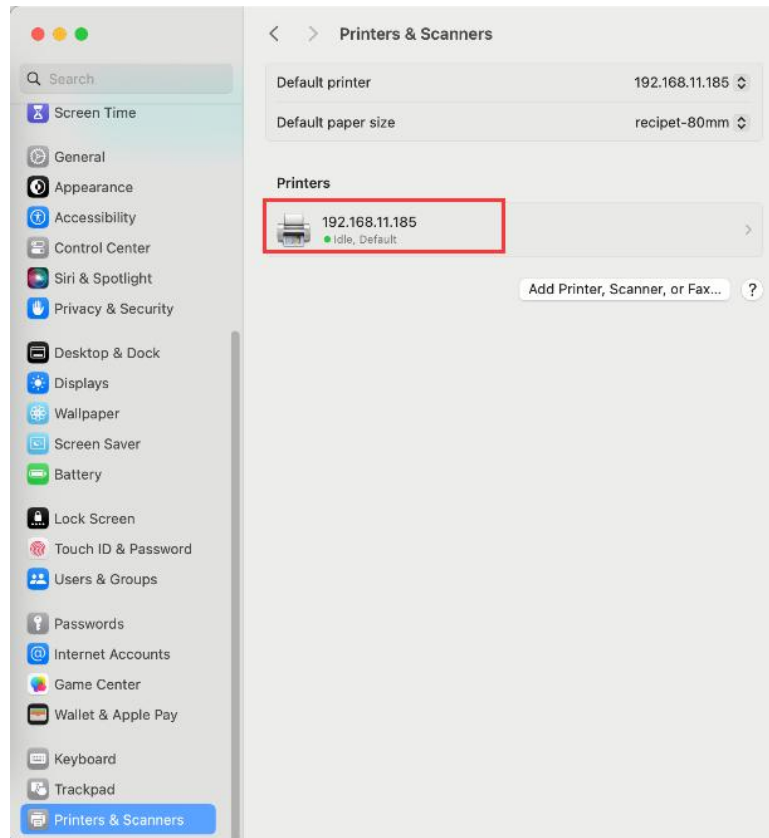 Printers & Scanners
Search
Screen Time
General
Appearance
Accessibility
Control Center
Siri & Spotlight
Privacy & Security
Desktop & Dock
Displays
Wallpaper
Screen Saver
Battery
Lock Screen
Touch ID & Password
Users & Groups
Passwords
Internet Accounts
Game Center
Wallet & Apple Pay
Keyboard
Trackpad
Printers & Scanners
Default printer 192.168.11.185
Default paper size recipet-80mm
Printers
192.168.11.185
Idle, Default
Add Printer, Scanner, or Fax... ?